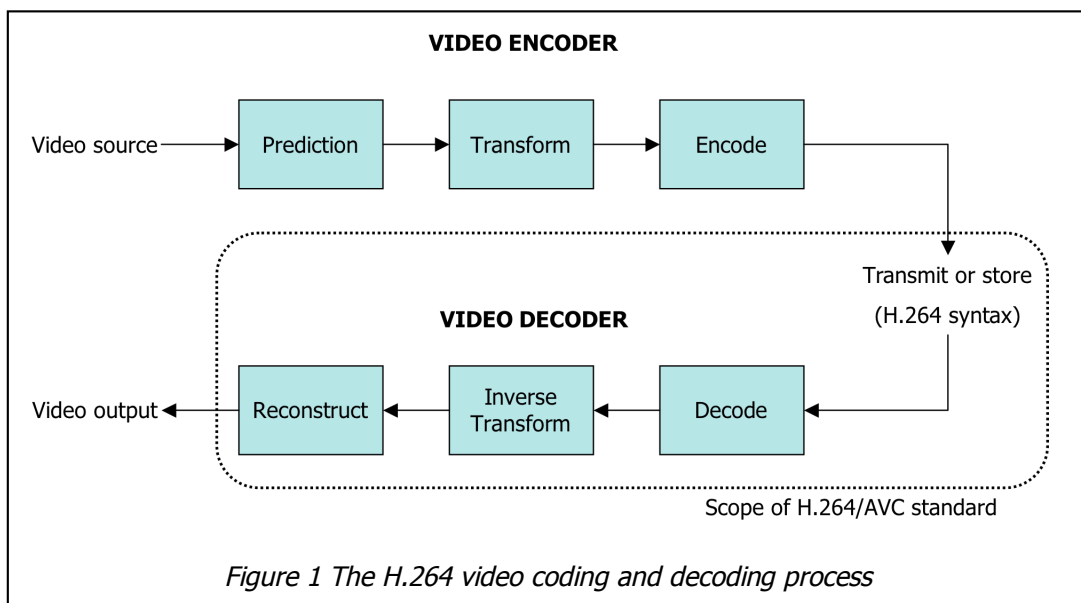 VIDEO ENCODER
Video source
Prediction
Transform
Encode
Transmit or store
(H.264 syntax)
VIDEO DECODER
Video output
Reconstruct
Inverse
Transform
Decode
Scope of H.264/AVC standard
Figure 1 The H.264 video coding and decoding process